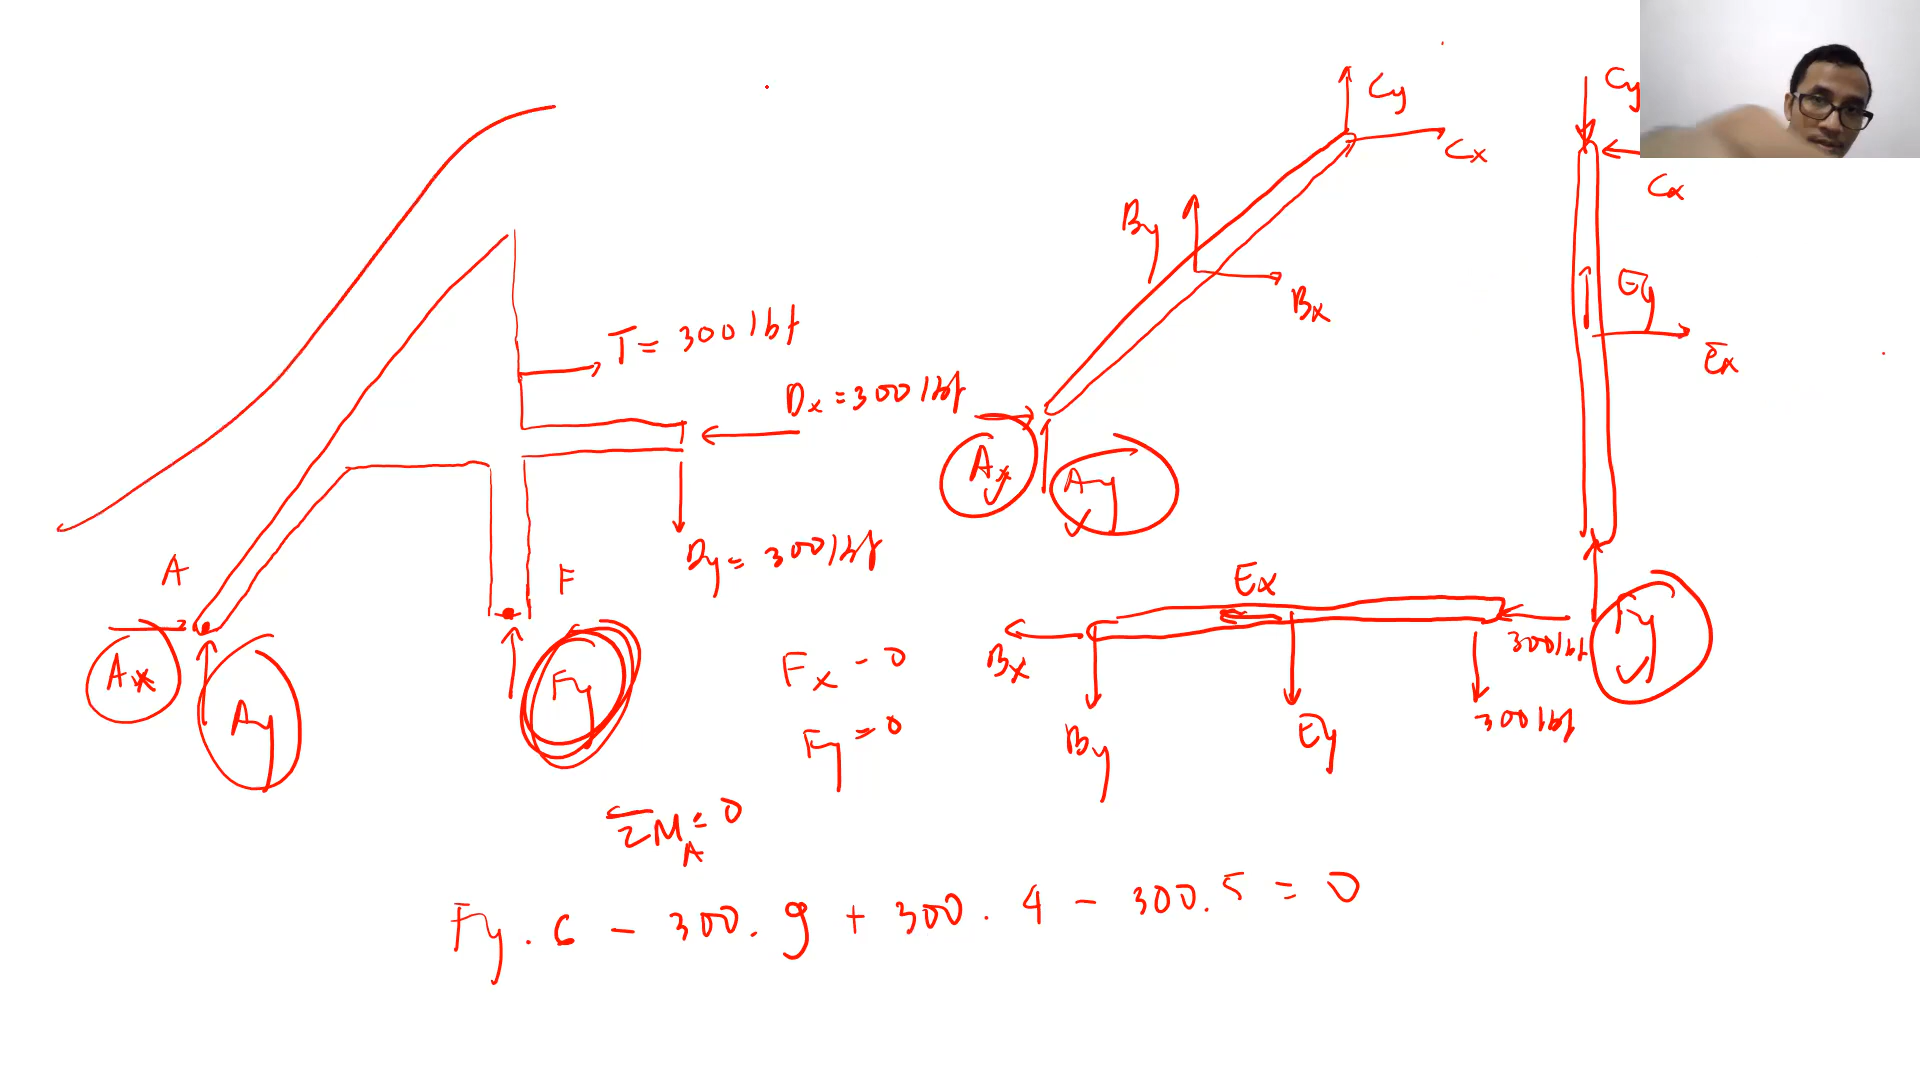 Cy
Cx
By
Bx
Cy
Cx
Ey
Ex
T = 300 lbf
Dx = 300 lbf
Dy = 300 lbf
A
F
Ax
Ay
Fy
Ax
Ay
Ex
Bx
By
Ey
300 lbf
300 lbf
Fy
Fx = 0
Fy = 0
ΣM_A = 0
Fy . 6 - 300 . 9 + 300 . 4 - 300 . 5 = 0